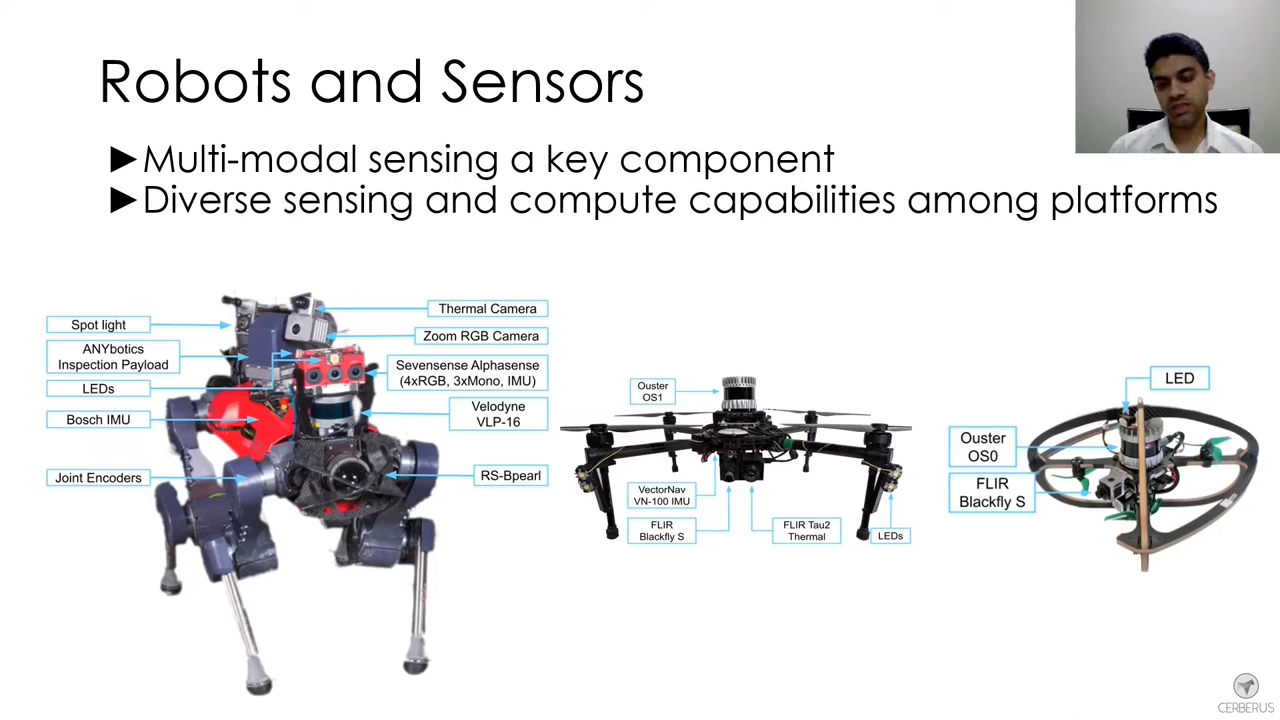 Robots and Sensors
►Multi-modal sensing a key component
►Diverse sensing and compute capabilities among platforms
Spot light
ANYbotics
Inspection Payload
LEDs
Bosch IMU
Joint Encoders
Thermal Camera
Zoom RGB Camera
Sevensense Alphasense
(4xRGB, 3xMono, IMU)
Velodyne
VLP-16
RS-Bpearl
Ouster
OS1
VectorNav
VN-100 IMU
FLIR
Blackfly S
FLIR Tau2
Thermal
LEDs
LED
Ouster
OS0
FLIR
Blackfly S
CERBERUS